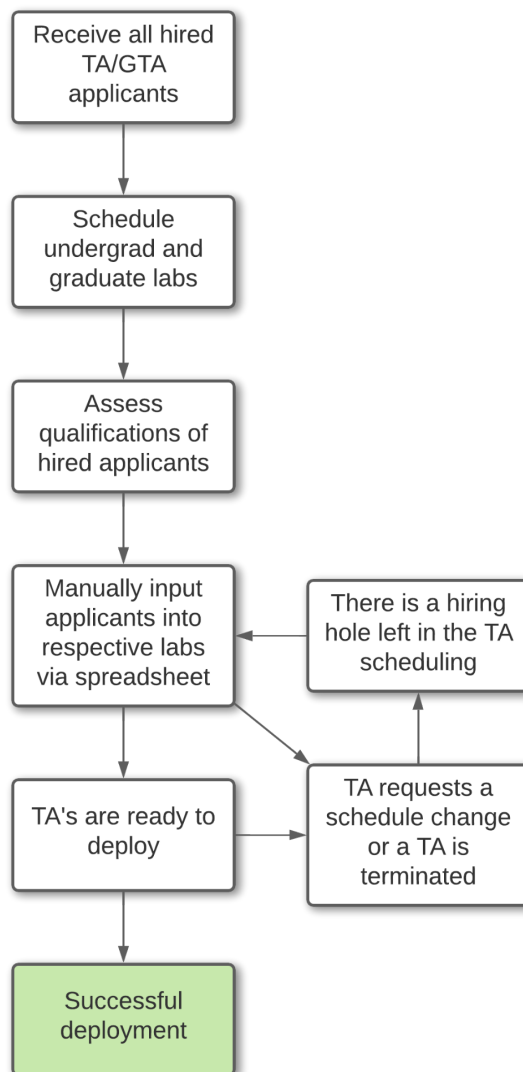 Receive all hired
TA/GTA
applicants
Schedule
undergrad and
graduate labs
Assess
qualifications of
hired applicants
Manually input
applicants into
respective labs
via spreadsheet
There is a hiring
hole left in the TA
scheduling
TA's are ready to
deploy
TA requests a
schedule change
or a TA is
terminated
Successful
deployment